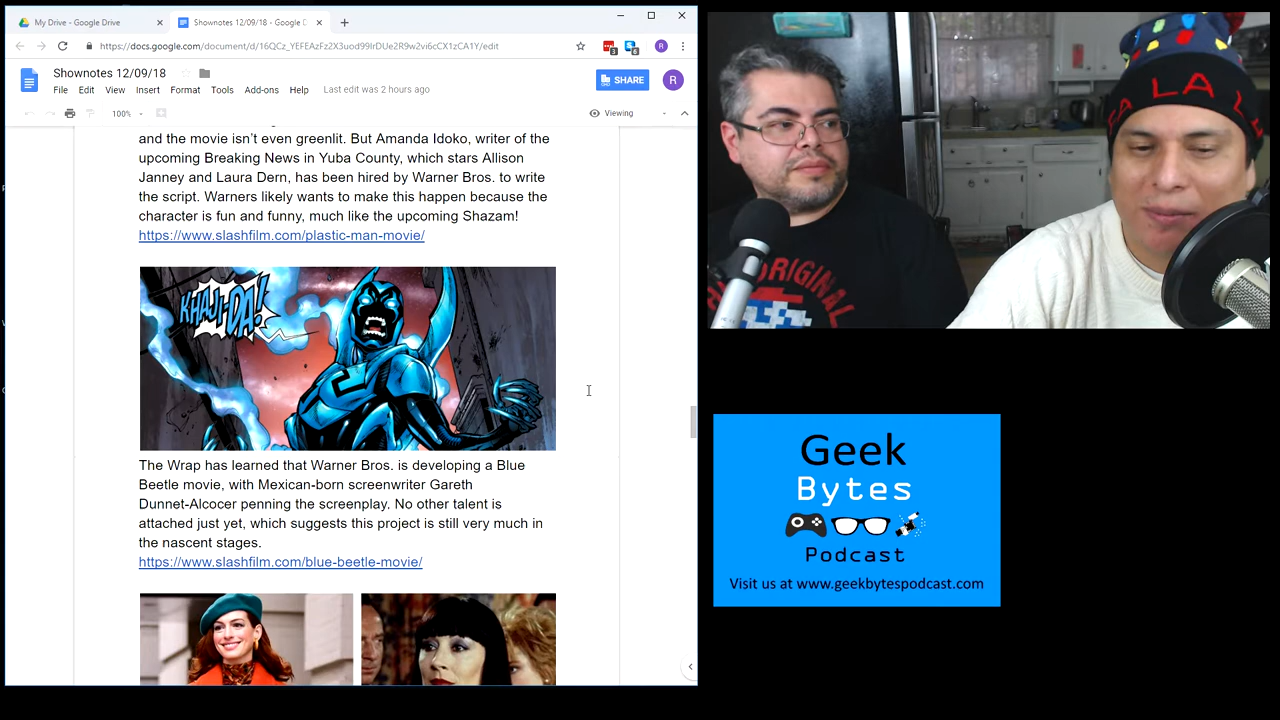 My Drive - Google Drive
Shownotes 12/09/18 - Google D
https://docs.google.com/document/d/16QCz_YEFEAzFz2X3uod99IrDUe2R9w2vi6cCX1zCA1Y/edit
Shownotes 12/09/18
SHARE
R
File Edit View Insert Format Tools Add-ons Help Last edit was 2 hours ago
100% Viewing
and the movie isn't even greenlit. But Amanda Idoko, writer of the
upcoming Breaking News in Yuba County, which stars Allison
Janney and Laura Dern, has been hired by Warner Bros. to write
the script. Warners likely wants to make this happen because the
character is fun and funny, much like the upcoming Shazam!
https://www.slashfilm.com/plastic-man-movie/
KHAJI-DA!
The Wrap has learned that Warner Bros. is developing a Blue
Beetle movie, with Mexican-born screenwriter Gareth
Dunnet-Alcocer penning the screenplay. No other talent is
attached just yet, which suggests this project is still very much in
the nascent stages.
https://www.slashfilm.com/blue-beetle-movie/
FA LA L
ORIGINAL
Geek
Bytes
Podcast
Visit us at www.geekbytespodcast.com